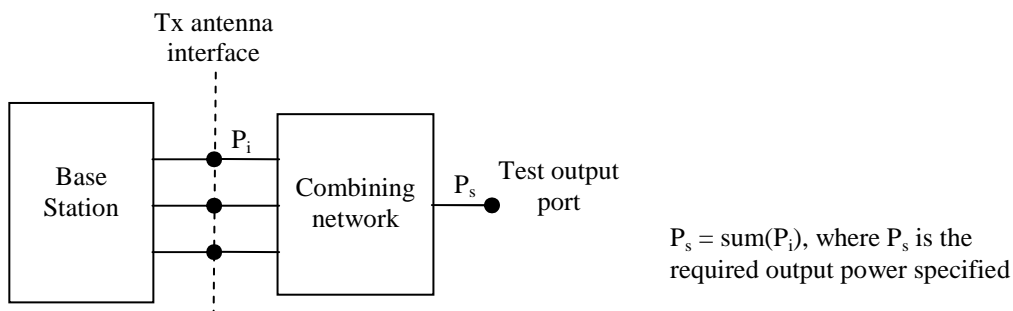 Tx antenna
interface
Base
Station
Pi
Combining
network
Ps
Test output
port
Ps = sum(Pi), where Ps is the
required output power specified